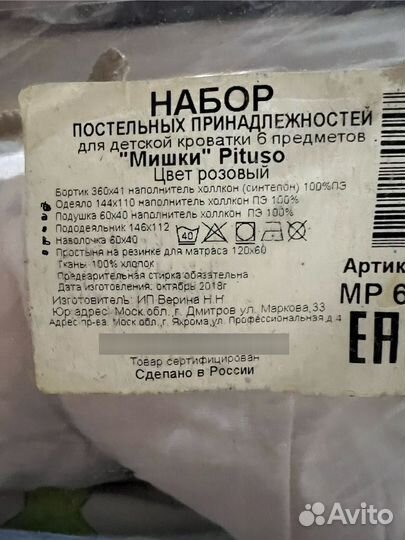 НАБОР
ПОСТЕЛЬНЫХ ПРИНАДЛЕЖНОСТЕЙ
для детской кроватки 6 предметов
"Мишки" Pituso
Цвет розовый
Бортик 360х41 наполнитель холлкон (синтепон) 100%ПЭ
Одеяло 144х110 наполнитель холлкон ПЭ 100%
Подушка 60х40 наполнитель холлкон ПЭ 100%
Пододеяльник 146х112
Наволочка 60х40
40
Простыня на резинке для матраса 120х60
Ткань 100% хлопок
Предварительная стирка обязательна
Дата изготовления: октябрь 2018г
Изготовитель: ИП Верина Н.Н
Юр адрес: Моск обл, г. Дмитров ул. Маркова,33
Адрес пр-ва: Моск обл, г. Яхрома,ул. Профессиональная,д.4
Товар сертифицирован
Сделано в России
Артик
МР 6
ЕАС
Avito